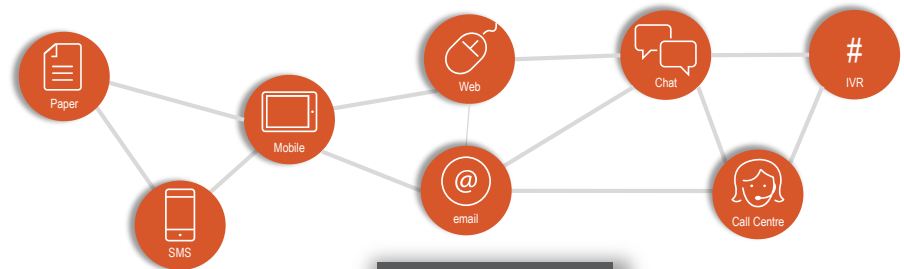 Paper
SMS
Mobile
Web
@
email
Chat
#
IVR
Call Centre